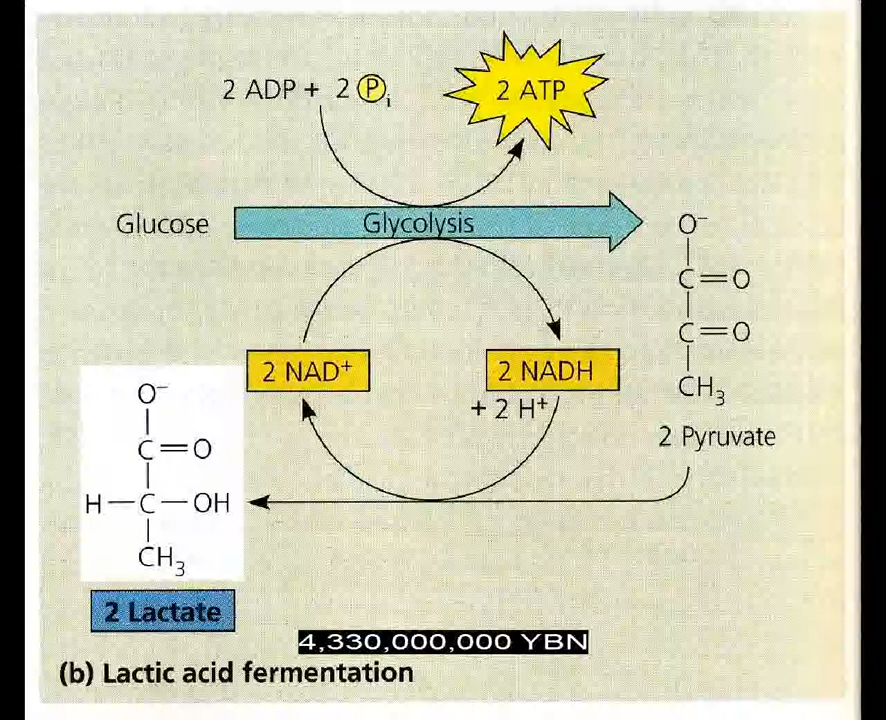 2 ADP + 2 Pi
2 ATP
Glucose
Glycolysis
O⁻
C=O
C=O
CH₃
2 Pyruvate
2 NAD⁺
2 NADH
+ 2 H⁺
O⁻
C=O
H—C—OH
CH₃
2 Lactate
4,330,000,000 YBN
(b) Lactic acid fermentation